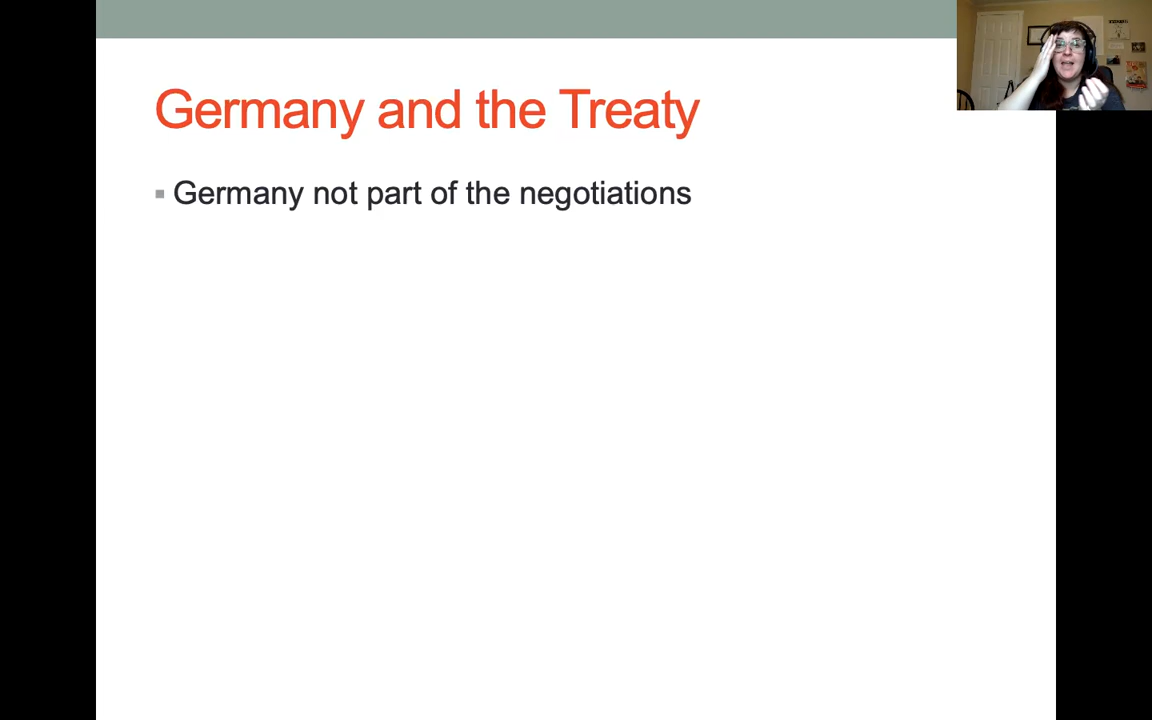 Germany and the Treaty
Germany not part of the negotiations